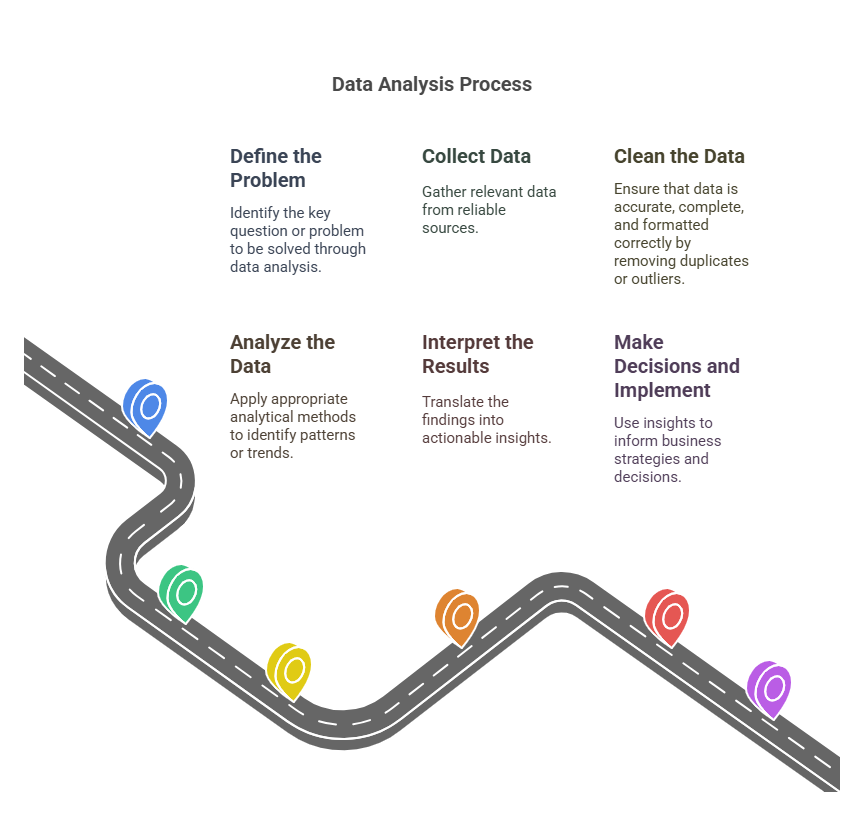 Data Analysis Process
Define the
Problem
Identify the key
question or problem
to be solved through
data analysis.
Collect Data
Gather relevant data
from reliable
sources.
Clean the Data
Ensure that data is
accurate, complete,
and formatted
correctly by
removing duplicates
or outliers.
Analyze the
Data
Apply appropriate
analytical methods
to identify patterns
or trends.
Interpret the
Results
Translate the
findings into
actionable insights.
Make
Decisions and
Implement
Use insights to
inform business
strategies and
decisions.